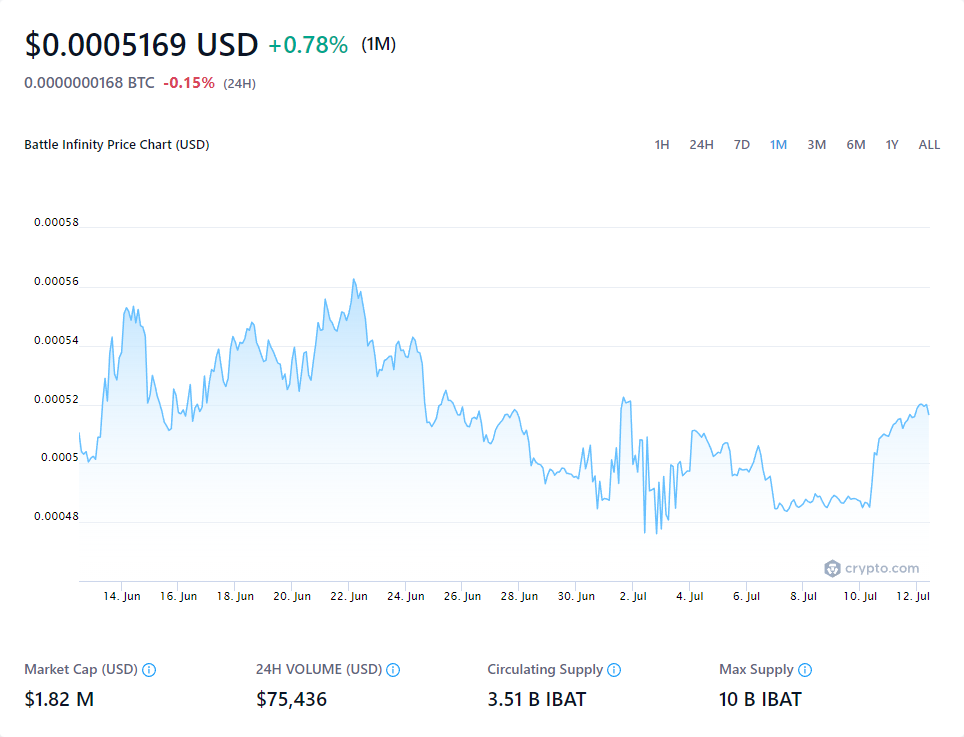 $0.0005169 USD +0.78% (1M)
0.0000000168 BTC -0.15% (24H)
Battle Infinity Price Chart (USD) 1H 24H 7D 1M 3M 6M 1Y ALL
0.00058
0.00056
0.00054
0.00052
0.0005
0.00048
crypto.com
14. Jun 16. Jun 18. Jun 20. Jun 22. Jun 24. Jun 26. Jun 28. Jun 30. Jun 2. Jul 4. Jul 6. Jul 8. Jul 10. Jul 12. Jul
Market Cap (USD) 24H VOLUME (USD) Circulating Supply Max Supply
$1.82 M $75,436 3.51 B IBAT 10 B IBAT